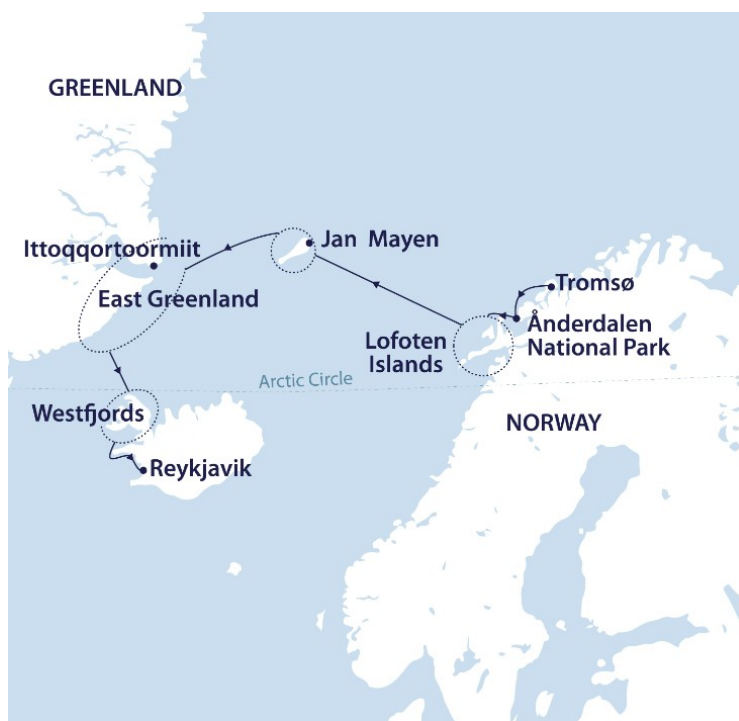 GREENLAND
Ittoqqortoormiit
East Greenland
Jan Mayen
Tromsø
Ånderdalen
National Park
Lofoten
Islands
Arctic Circle
Westfjords
NORWAY
Reykjavik